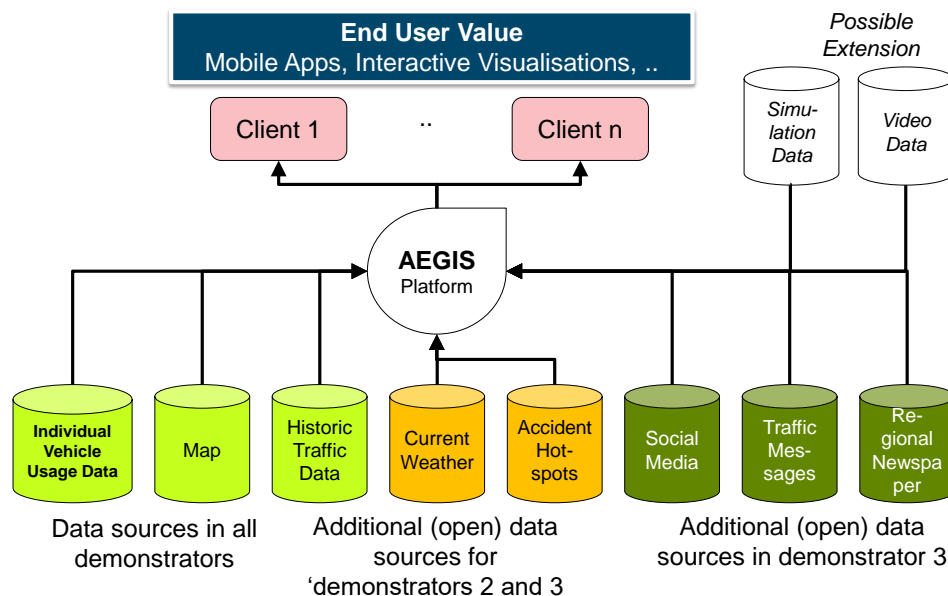 End User Value
Mobile Apps, Interactive Visualisations, ..
Possible
Extension
Client 1
..
Client n
Simu-
lation
Data
Video
Data
AEGIS
Platform
Individual
Vehicle
Usage Data
Map
Historic
Traffic
Data
Current
Weather
Accident
Hot-
spots
Social
Media
Traffic
Mes-
sages
Re-
gional
Newspa
per
Data sources in all
demonstrators
Additional (open) data
sources for
‘demonstrators 2 and 3
Additional (open) data
sources in demonstrator 3